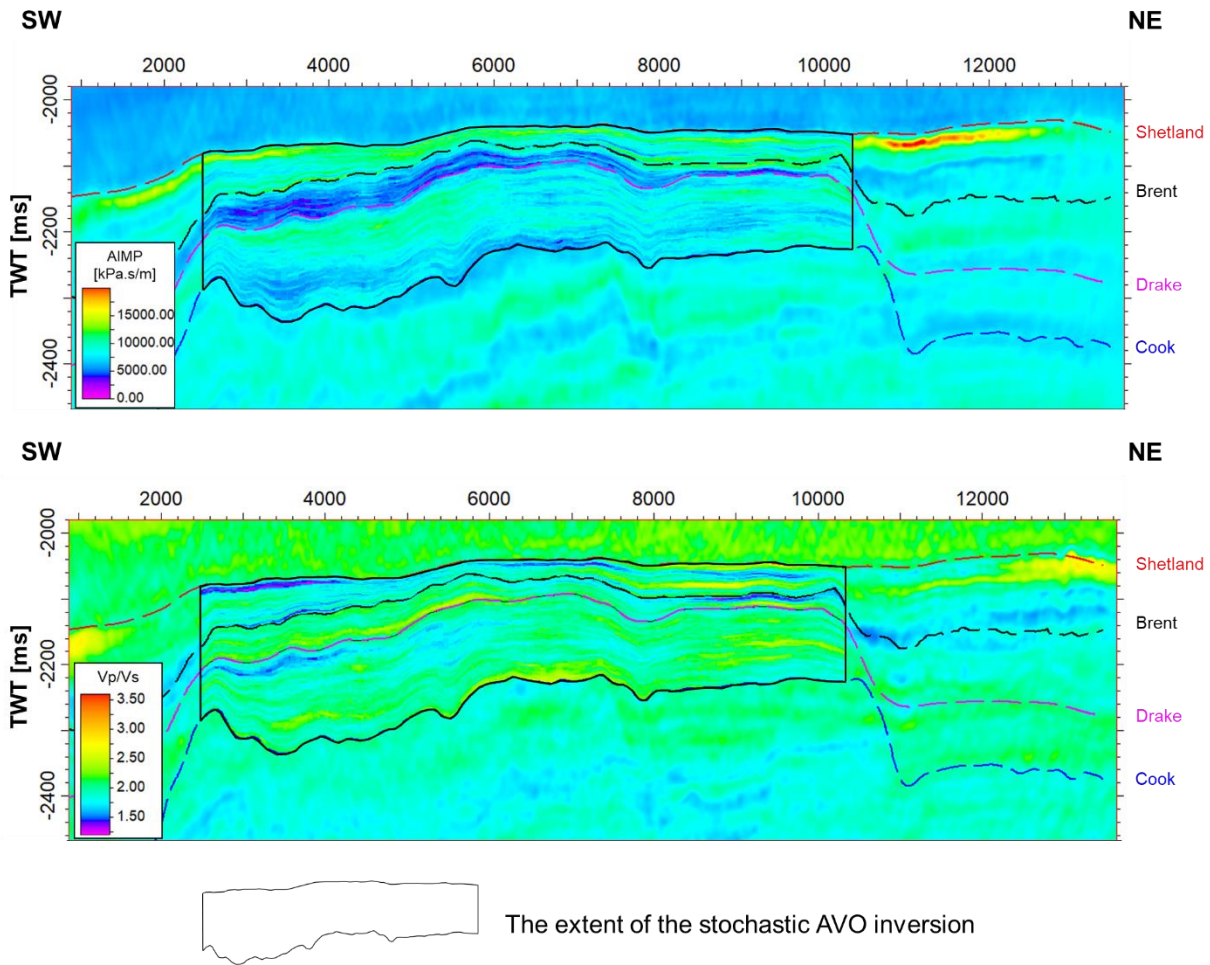 SW
NE
2000 4000 6000 8000 10000 12000
-2000
-2200
-2400
TWT [ms]
AIMP
[kPa.s/m]
15000.00
10000.00
5000.00
0.00
Shetland
Brent
Drake
Cook
SW
NE
2000 4000 6000 8000 10000 12000
-2000
-2200
-2400
TWT [ms]
Vp/Vs
3.50
3.00
2.50
2.00
1.50
Shetland
Brent
Drake
Cook
The extent of the stochastic AVO inversion